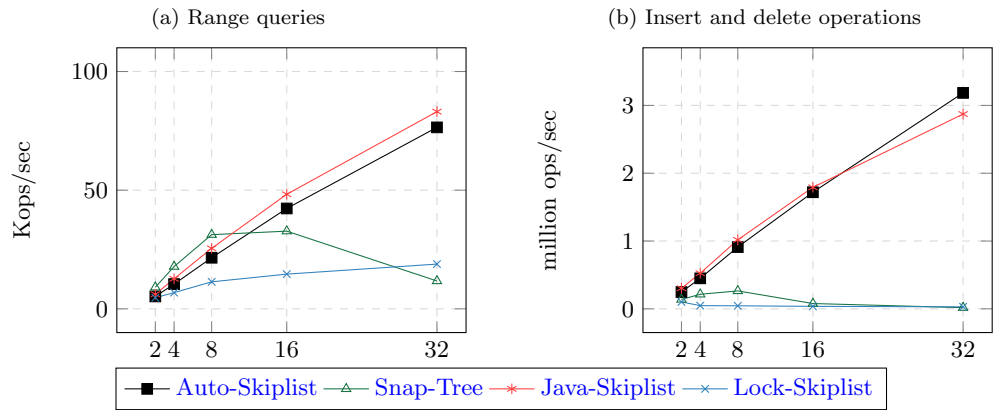 (a) Range queries
(b) Insert and delete operations
Kops/sec
100
50
0
2 4 8 16 32
million ops/sec
3
2
1
0
2 4 8 16 32
Auto-Skiplist Snap-Tree Java-Skiplist Lock-Skiplist